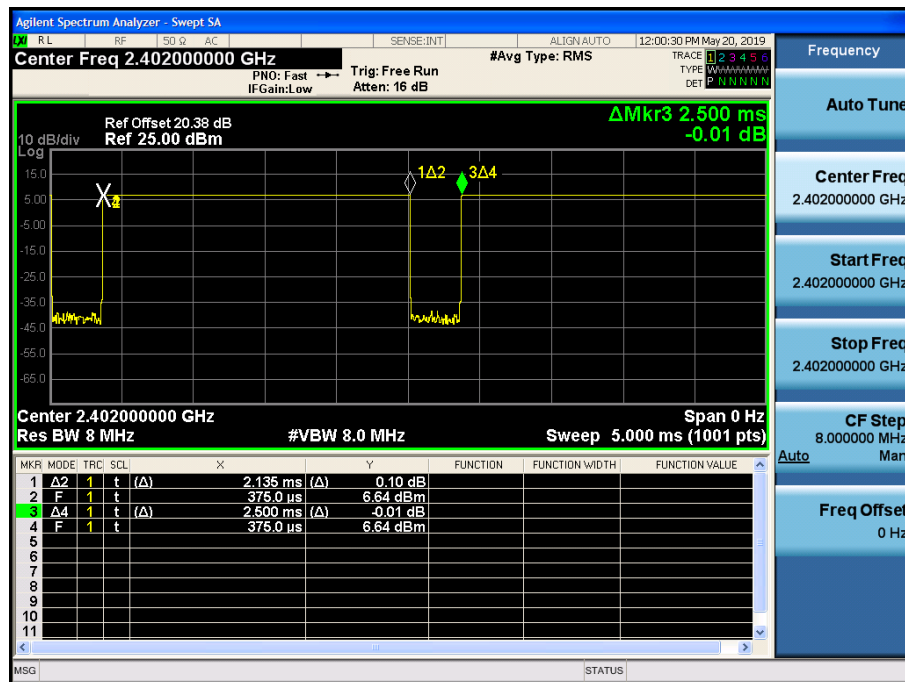 Agilent Spectrum Analyzer - Swept SA
LXI RL RF 50 Ω AC SENSE:INT ALIGN AUTO 12:00:30 PM May 20, 2019
Center Freq 2.402000000 GHz #Avg Type: RMS TRACE 1 2 3 4 5 6
PNO: Fast Trig: Free Run TYPE WWWWWW
IFGain:Low Atten: 16 dB DET P N N N N N
ΔMkr3 2.500 ms
-0.01 dB
Ref Offset 20.38 dB
10 dB/div Ref 25.00 dBm
Log
15.0
5.00
-5.00
-15.0
-25.0
-35.0
-45.0
-55.0
-65.0
1Δ2 3Δ4
Center 2.402000000 GHz Span 0 Hz
Res BW 8 MHz #VBW 8.0 MHz Sweep 5.000 ms (1001 pts)
MKR MODE TRC SCL X Y FUNCTION FUNCTION WIDTH FUNCTION VALUE
1 Δ2 1 t (Δ) 2.135 ms (Δ) 0.10 dB
2 F 1 t 375.0 µs 6.64 dBm
3 Δ4 1 t (Δ) 2.500 ms (Δ) -0.01 dB
4 F 1 t 375.0 µs 6.64 dBm
5
6
7
8
9
10
11
MSG STATUS
Frequency
Auto Tune
Center Freq
2.402000000 GHz
Start Freq
2.402000000 GHz
Stop Freq
2.402000000 GHz
CF Step
8.000000 MHz
Auto Man
Freq Offset
0 Hz